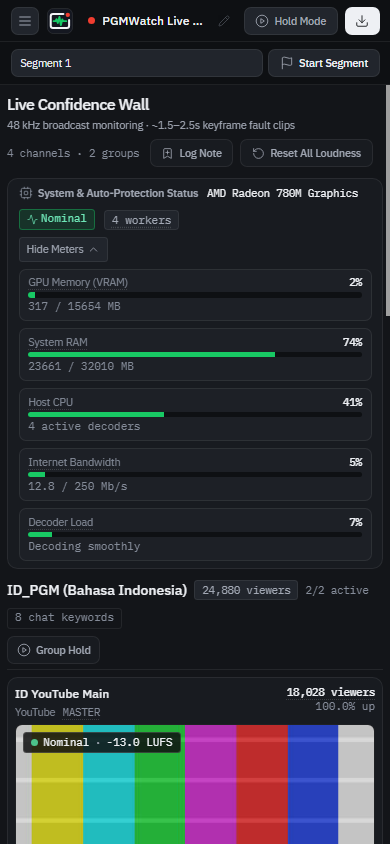 PGMWatch Live ...
Hold Mode
Segment 1
Start Segment
Live Confidence Wall
48 kHz broadcast monitoring · ~1.5–2.5s keyframe fault clips
4 channels · 2 groups
Log Note
Reset All Loudness
System & Auto-Protection Status AMD Radeon 780M Graphics
Nominal
4 workers
Hide Meters
GPU Memory (VRAM) 2%
317 / 15654 MB
System RAM 74%
23661 / 32010 MB
Host CPU 41%
4 active decoders
Internet Bandwidth 5%
12.8 / 250 Mb/s
Decoder Load 7%
Decoding smoothly
ID_PGM (Bahasa Indonesia) 24,880 viewers 2/2 active
8 chat keywords
Group Hold
ID YouTube Main 18,028 viewers
YouTube MASTER 100.0% up
Nominal · -13.0 LUFS